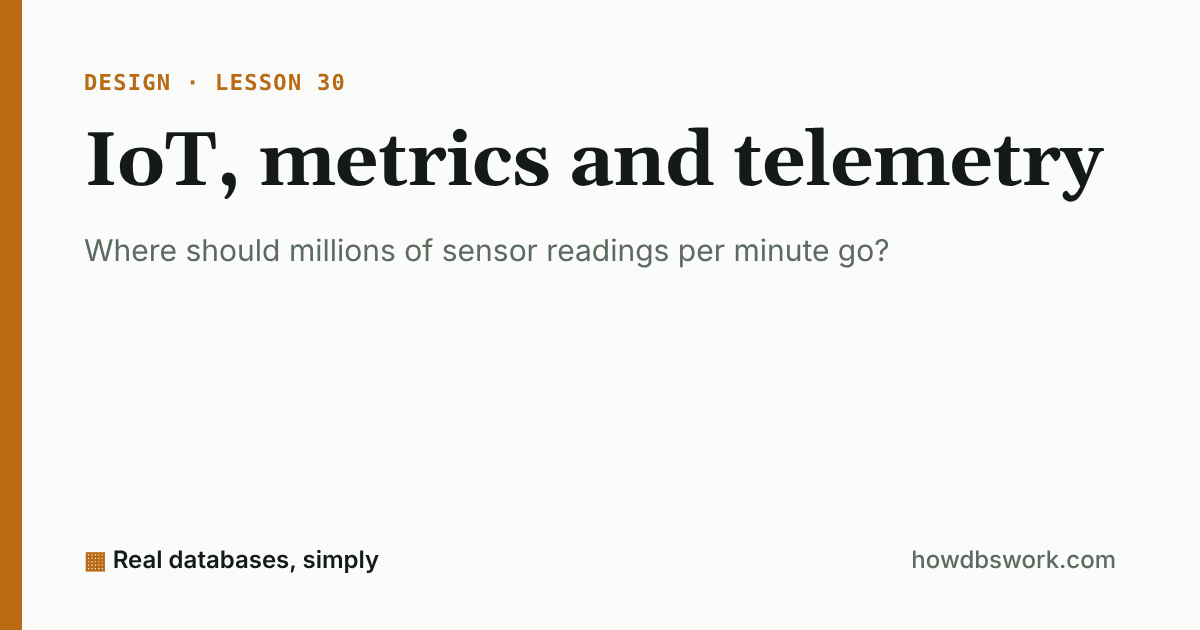 DESIGN · LESSON 30
IoT, metrics and telemetry
Where should millions of sensor readings per minute go?
▦ Real databases, simply
howdbswork.com